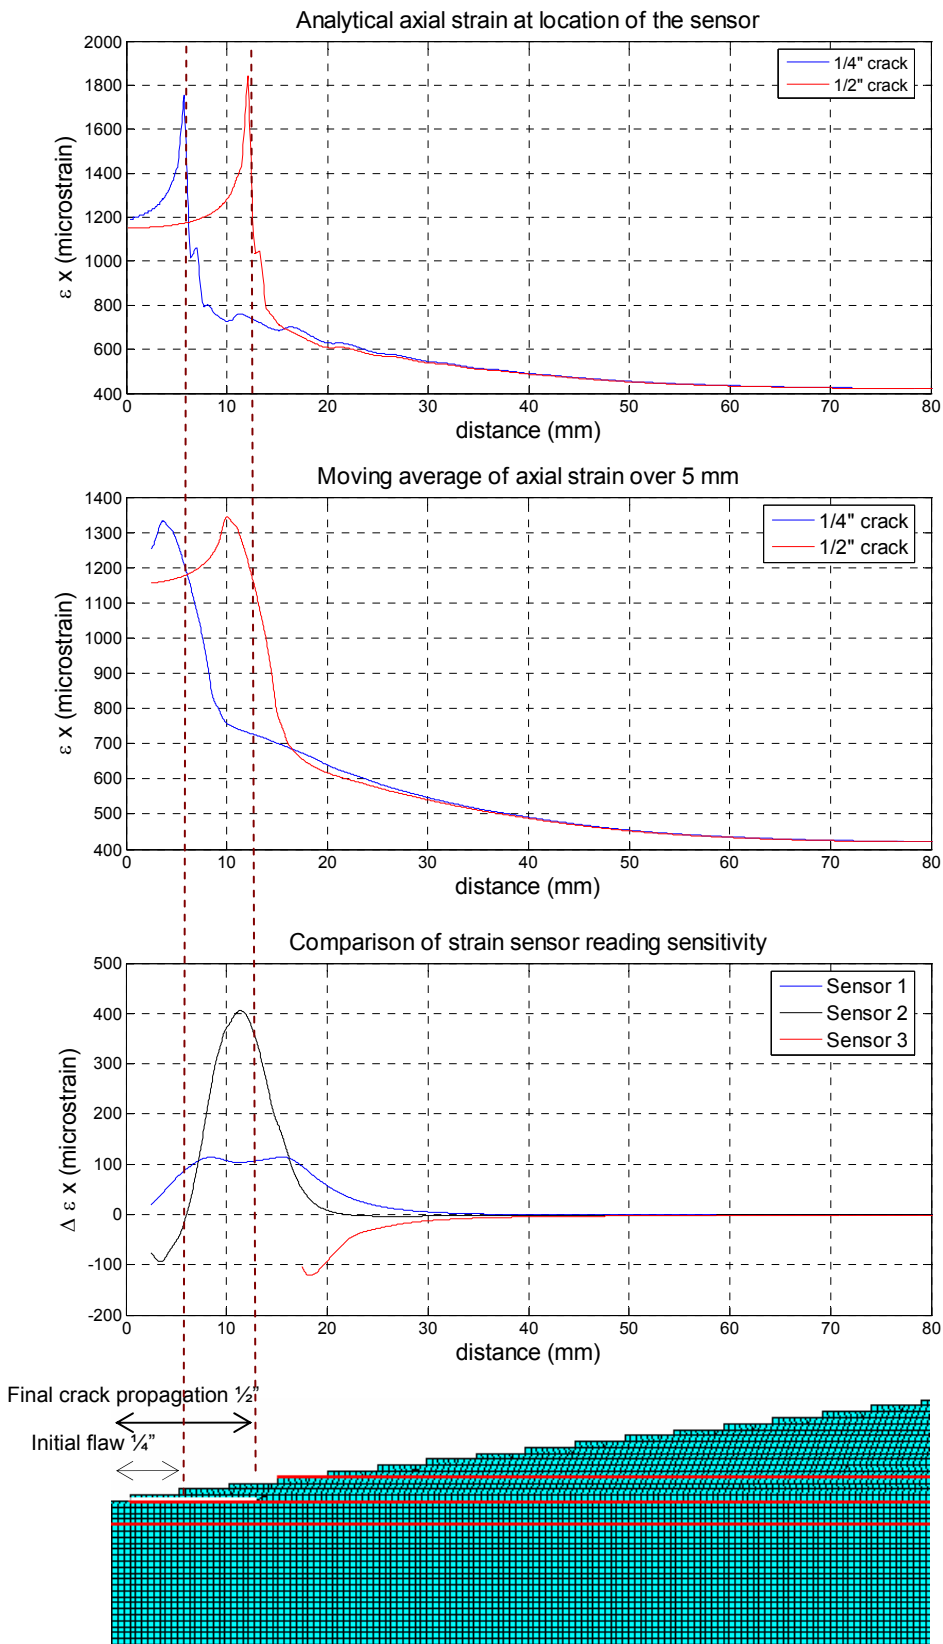 Analytical axial strain at location of the sensor
2000
1800
1600
1400
1200
1000
800
600
400
ε x (microstrain)
1/4" crack
1/2" crack
0 10 20 30 40 50 60 70 80
distance (mm)
Moving average of axial strain over 5 mm
1400
1300
1200
1100
1000
900
800
700
600
500
400
ε x (microstrain)
1/4" crack
1/2" crack
0 10 20 30 40 50 60 70 80
distance (mm)
Comparison of strain sensor reading sensitivity
500
400
300
200
100
0
-100
-200
Δ ε x (microstrain)
Sensor 1
Sensor 2
Sensor 3
0 10 20 30 40 50 60 70 80
distance (mm)
Final crack propagation ½”
Initial flaw ¼”